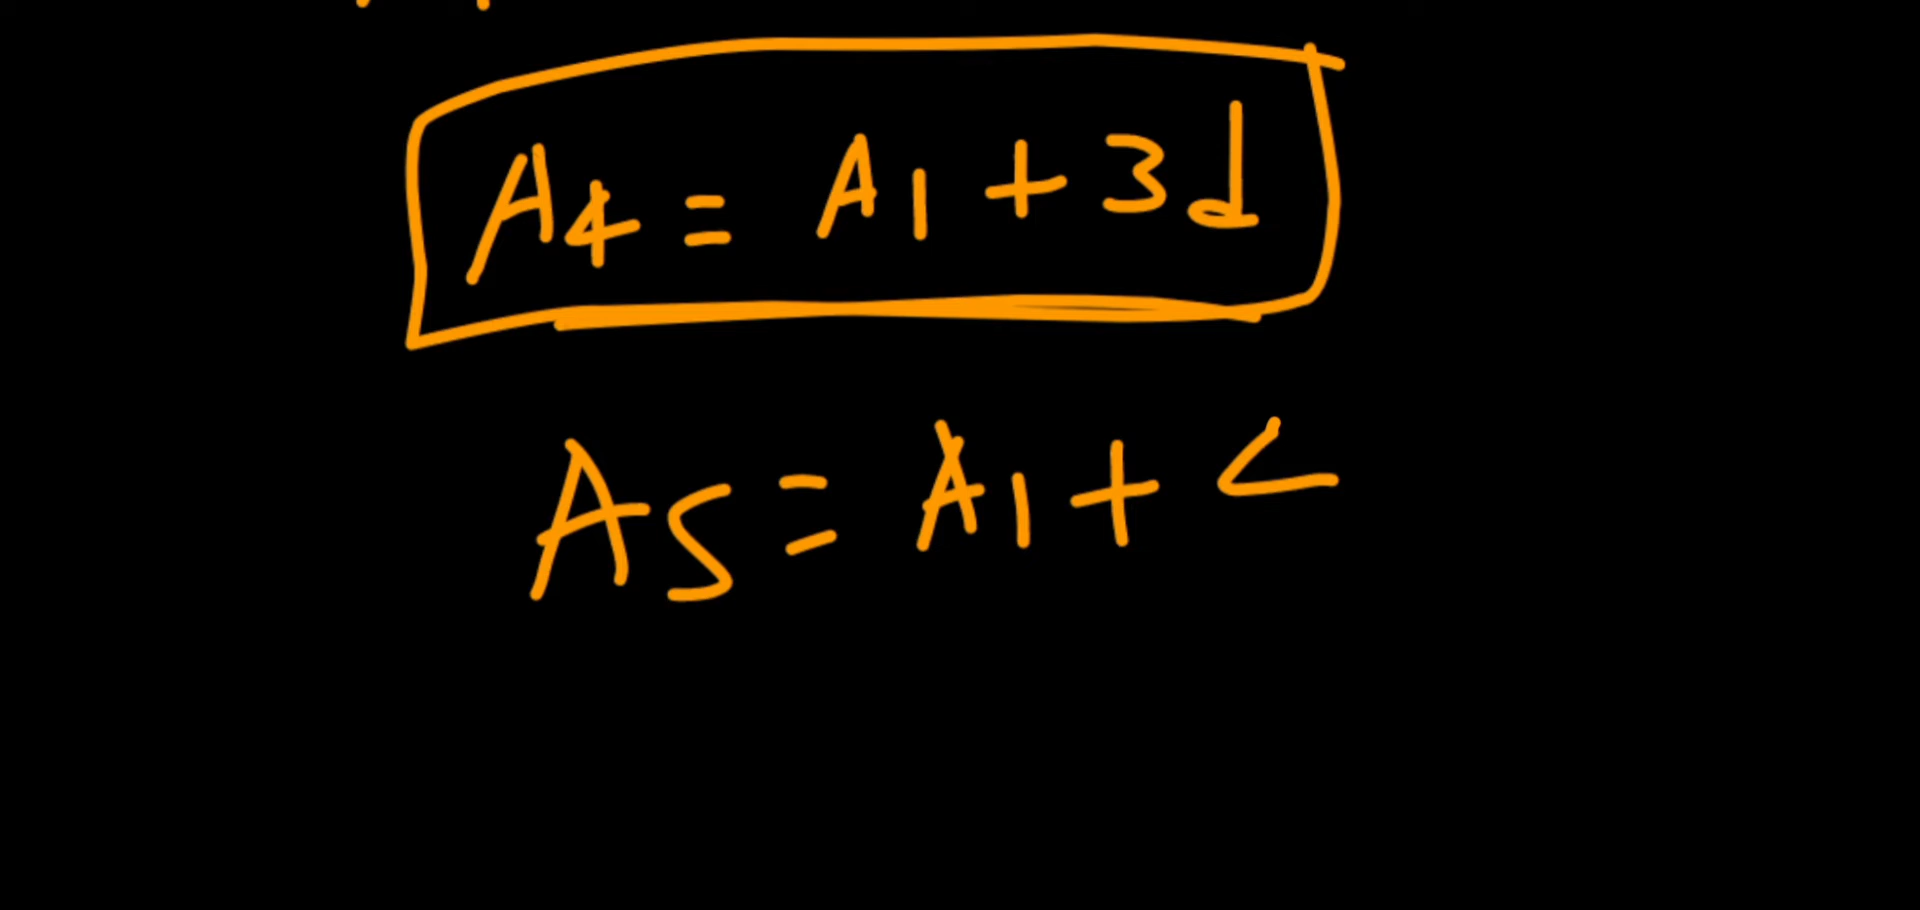 A4 = A1 + 3d
A5 = A1 +